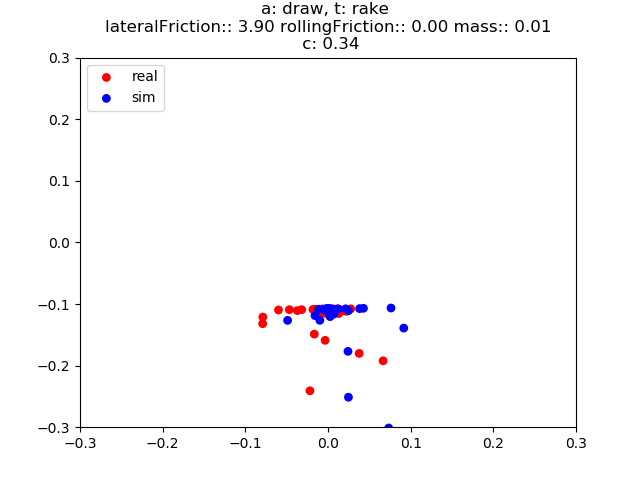 a: draw, t: rake
lateralFriction:: 3.90 rollingFriction:: 0.00 mass:: 0.01
c: 0.34
real
sim
0.3
0.2
0.1
0.0
−0.1
−0.2
−0.3
−0.3 −0.2 −0.1 0.0 0.1 0.2 0.3